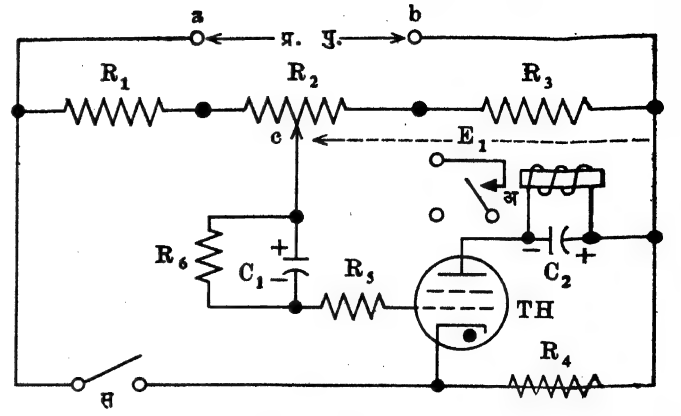 a b
प्र. पु.
R₁ R₂ R₃
c E₁
अ
R₆ + C₁ − R₅ − C₂ +
TH
R₄
स